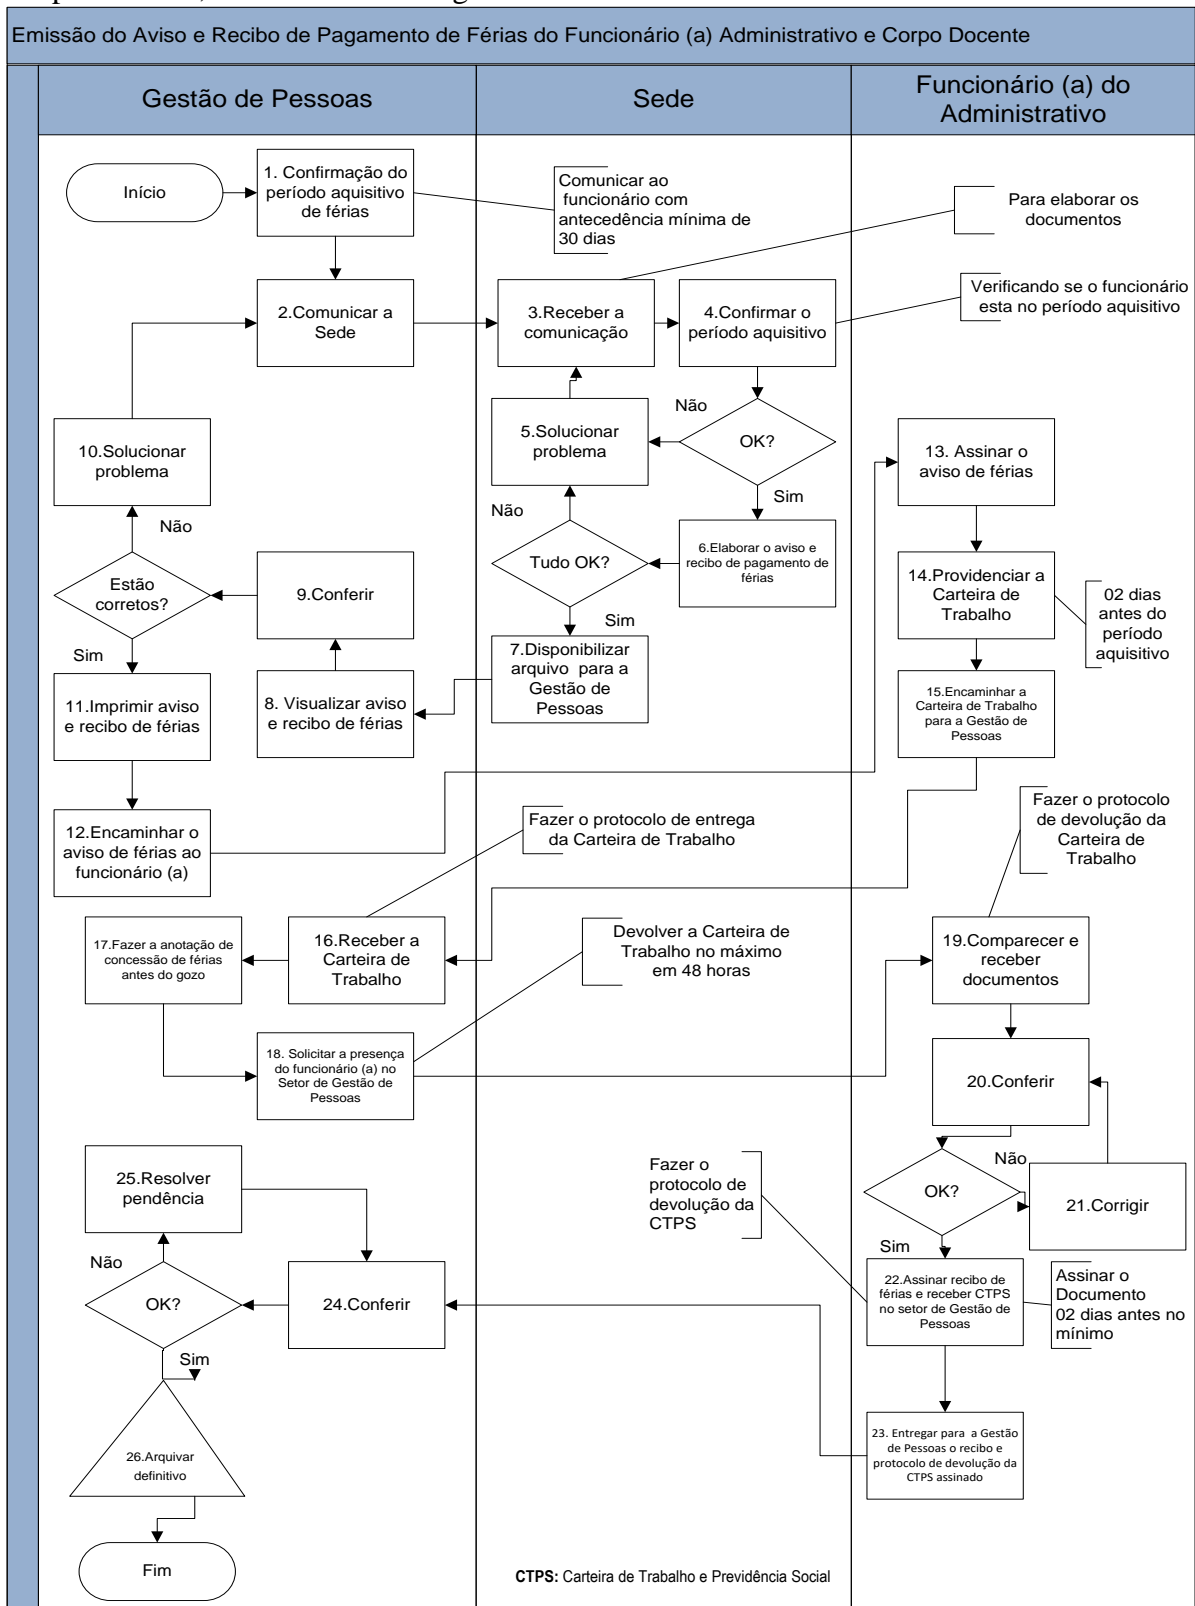 Emissão do Aviso e Recibo de Pagamento de Férias do Funcionário (a) Administrativo e Corpo Docente
Gestão de Pessoas
Sede
Funcionário (a) do
Administrativo
Início
1. Confirmação do
período aquisitivo
de férias
Comunicar ao
funcionário com
antecedência mínima de
30 dias
Para elaborar os
documentos
2.Comunicar a
Sede
3.Receber a
comunicação
4.Confirmar o
período aquisitivo
Verificando se o funcionário
esta no período aquisitivo
10.Solucionar
problema
5.Solucionar
problema
Não
OK?
Sim
13. Assinar o
aviso de férias
Não
Estão
corretos?
Sim
9.Conferir
Não
Tudo OK?
Sim
6.Elaborar o aviso e
recibo de pagamento de
férias
14.Providenciar a
Carteira de
Trabalho
02 dias
antes do
período
aquisitivo
11.Imprimir aviso
e recibo de férias
8. Visualizar aviso
e recibo de férias
7.Disponibilizar
arquivo para a
Gestão de
Pessoas
15.Encaminhar a
Carteira de Trabalho
para a Gestão de
Pessoas
12.Encaminhar o
aviso de férias ao
funcionário (a)
Fazer o protocolo de entrega
da Carteira de Trabalho
Fazer o protocolo
de devolução da
Carteira de
Trabalho
17.Fazer a anotação de
concessão de férias
antes do gozo
16.Receber a
Carteira de
Trabalho
Devolver a Carteira de
Trabalho no máximo
em 48 horas
19.Comparecer e
receber
documentos
18. Solicitar a presença
do funcionário (a) no
Setor de Gestão de
Pessoas
20.Conferir
25.Resolver
pendência
Fazer o
protocolo de
devolução da
CTPS
OK?
Não
Sim
21.Corrigir
Não
OK?
Sim
24.Conferir
22.Assinar recibo de
férias e receber CTPS
no setor de Gestão de
Pessoas
Assinar o
Documento
02 dias antes no
mínimo
26.Arquivar
definitivo
23. Entregar para a Gestão
de Pessoas o recibo e
protocolo de devolução da
CTPS assinado
Fim
CTPS: Carteira de Trabalho e Previdência Social